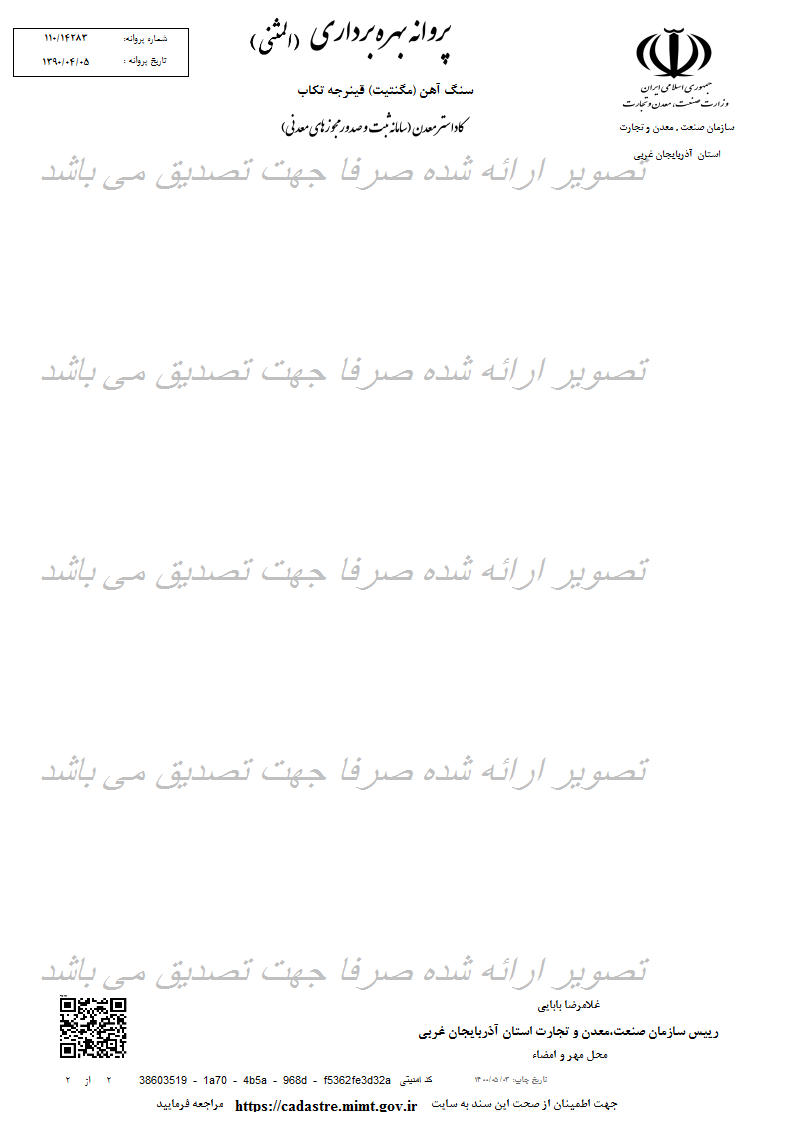 پروانه بهره برداری (المثنی)
شماره پروانه: ۱۱۰/۱۴۲۸۳
تاریخ پروانه : ۱۳۹۰/۰۴/۰۵
جمهوری اسلامی ایران
وزارت صنعت، معدن و تجارت
سازمان صنعت , معدن و تجارت
استان آذربایجان غربی
سنگ آهن (مگنتیت) قینرجه تکاب
کاداستر معدن (سامانه ثبت و صدور مجوزهای معدنی)
تصویر ارائه شده صرفا جهت تصدیق می باشد
تصویر ارائه شده صرفا جهت تصدیق می باشد
تصویر ارائه شده صرفا جهت تصدیق می باشد
تصویر ارائه شده صرفا جهت تصدیق می باشد
تصویر ارائه شده صرفا جهت تصدیق می باشد
غلامرضا بابایی
رییس سازمان صنعت،معدن و تجارت استان آذربایجان غربی
محل مهر و امضاء
تاریخ چاپ: ۱۴۰۰/۰۵/۰۳ کد امنیتی 38603519 - 1a70 - 4b5a - 968d - f5362fe3d32a ۲ از ۲
جهت اطمینان از صحت این سند به سایت https://cadastre.mimt.gov.ir مراجعه فرمایید